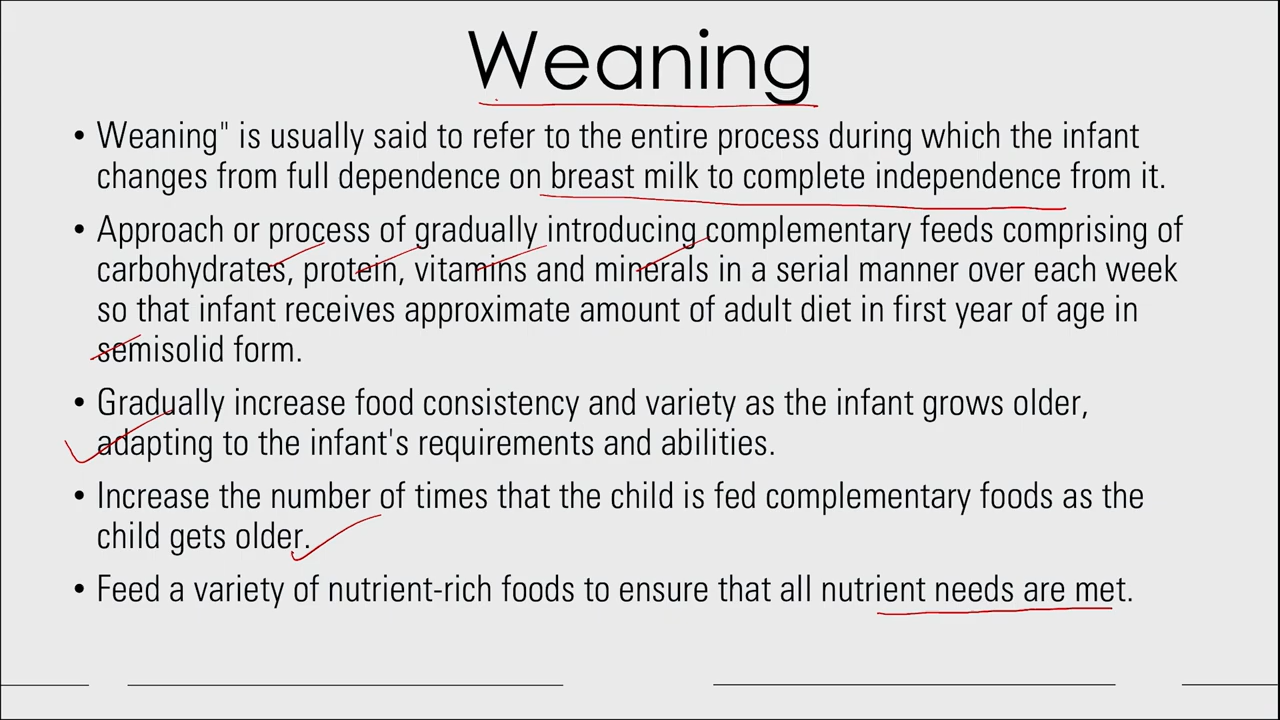 Weaning
• Weaning" is usually said to refer to the entire process during which the infant
changes from full dependence on breast milk to complete independence from it.
• Approach or process of gradually introducing complementary feeds comprising of
carbohydrates, protein, vitamins and minerals in a serial manner over each week
so that infant receives approximate amount of adult diet in first year of age in
semisolid form.
• Gradually increase food consistency and variety as the infant grows older,
adapting to the infant's requirements and abilities.
• Increase the number of times that the child is fed complementary foods as the
child gets older.
• Feed a variety of nutrient-rich foods to ensure that all nutrient needs are met.